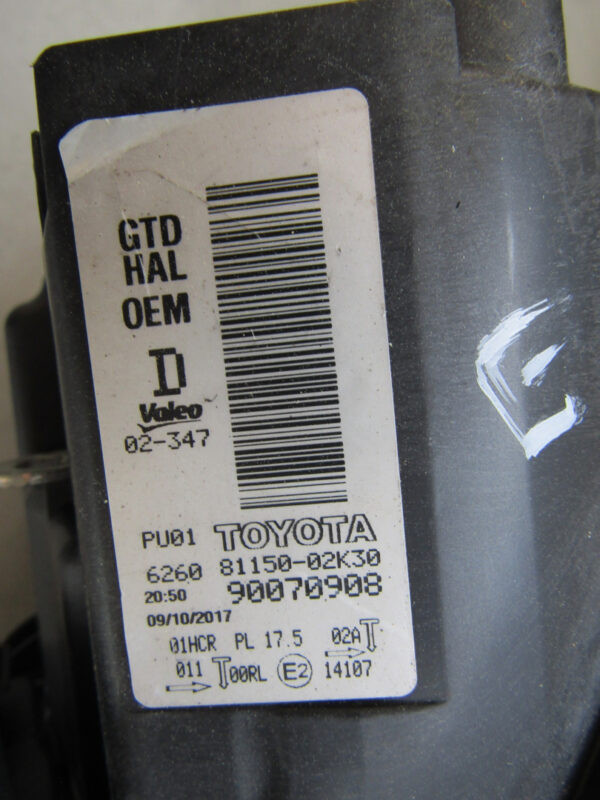 GTD
HAL
OEM
D
Valeo
02-347
PU01 TOYOTA
6260 81150-02K30
20:50 90070908
09/10/2017
01HCR PL 17.5 02A
011 00RL E2 14107
E